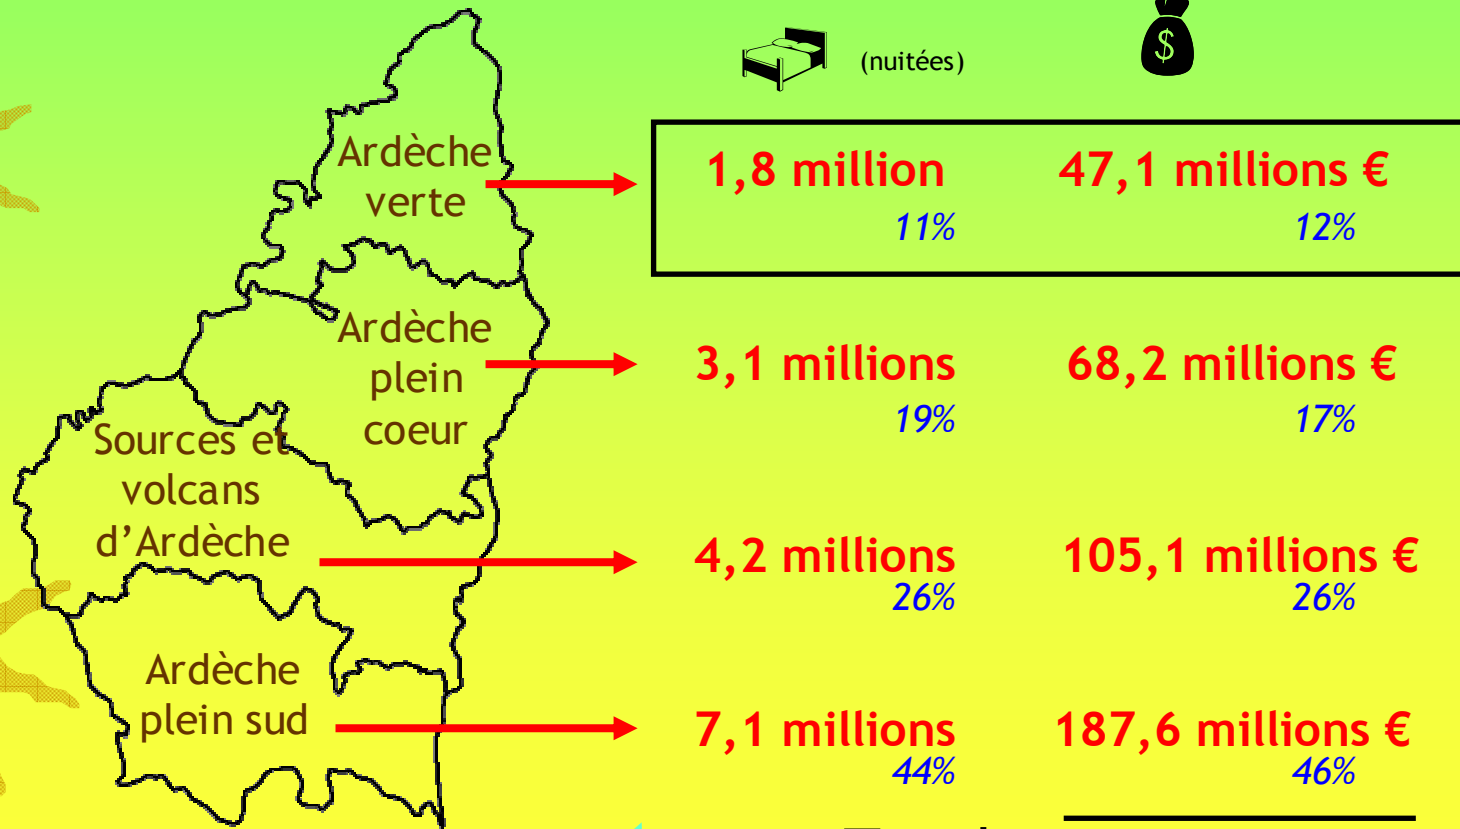 (nuitées)
$
Ardèche
verte
1,8 million 47,1 millions €
11% 12%
Ardèche
plein
coeur
3,1 millions 68,2 millions €
19% 17%
Sources et
volcans
d’Ardèche
4,2 millions 105,1 millions €
26% 26%
Ardèche
plein sud
7,1 millions 187,6 millions €
44% 46%